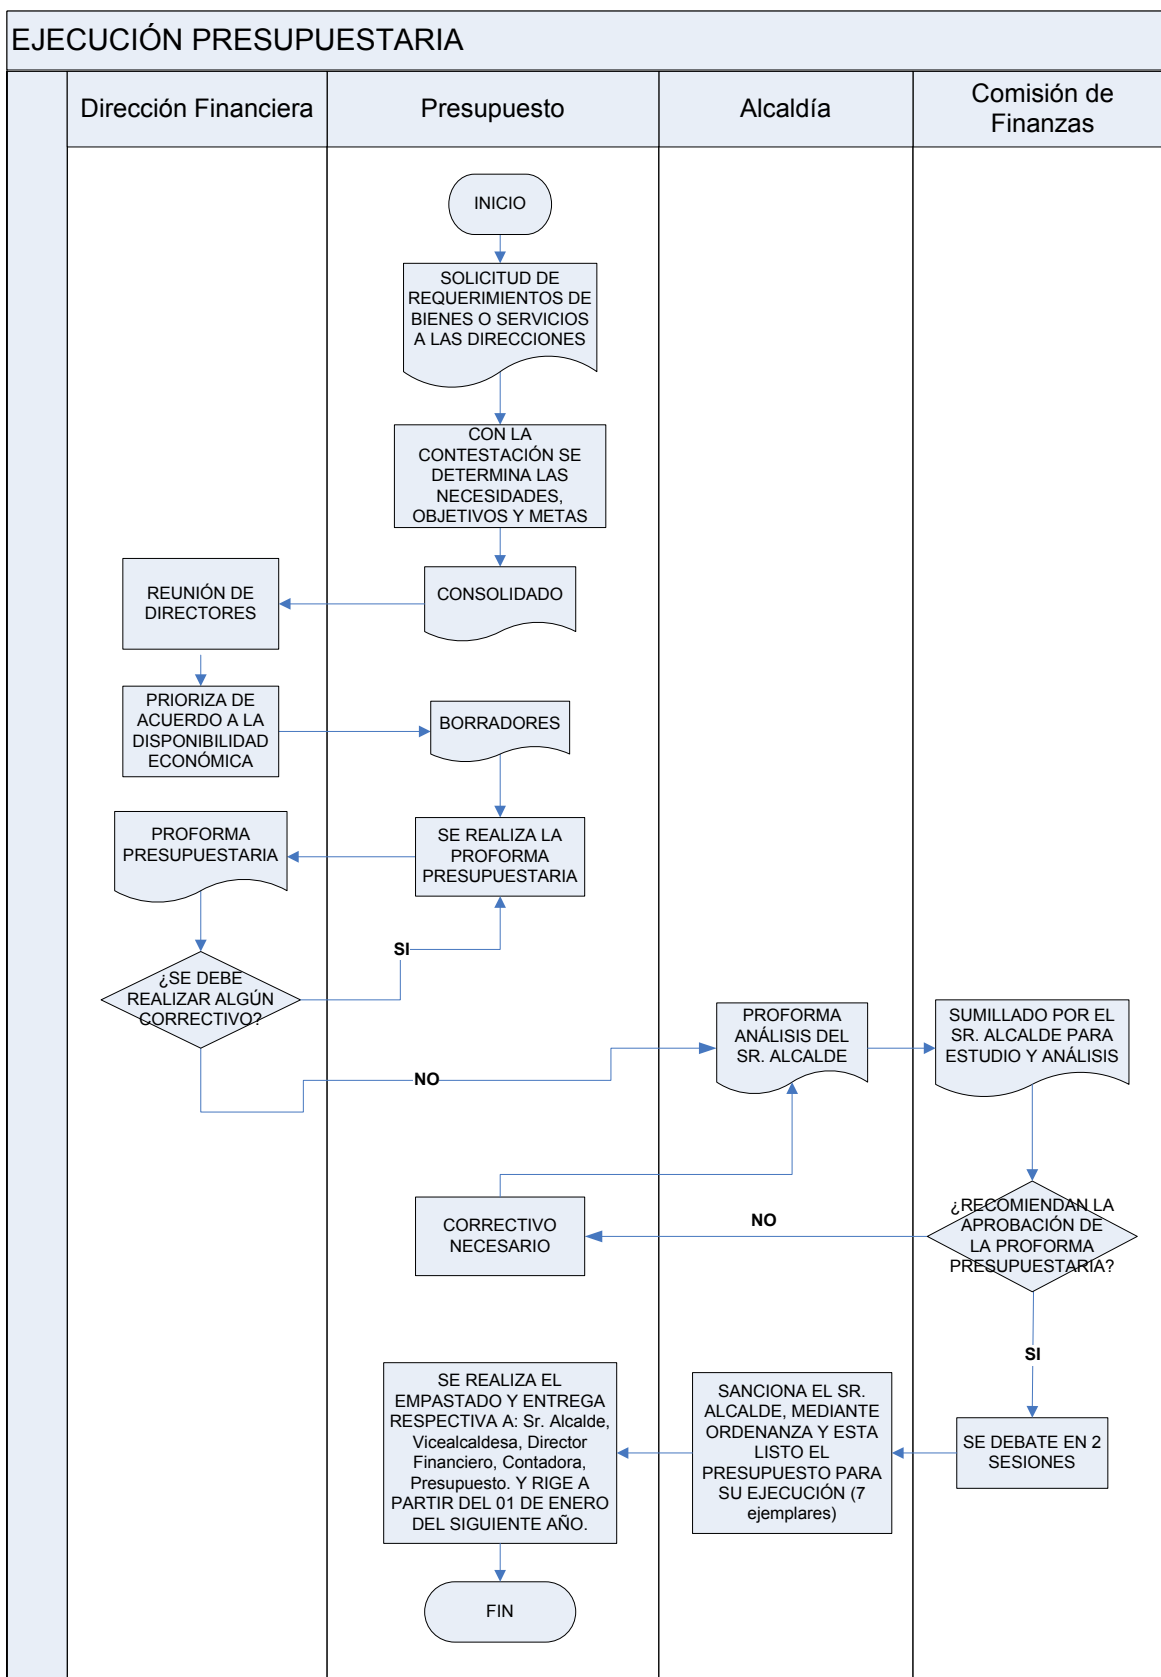 EJECUCIÓN PRESUPUESTARIA
Dirección Financiera
Presupuesto
Alcaldía
Comisión de
Finanzas
INICIO
SOLICITUD DE
REQUERIMIENTOS DE
BIENES O SERVICIOS
A LAS DIRECCIONES
CON LA
CONTESTACIÓN SE
DETERMINA LAS
NECESIDADES,
OBJETIVOS Y METAS
CONSOLIDADO
REUNIÓN DE
DIRECTORES
PRIORIZA DE
ACUERDO A LA
DISPONIBILIDAD
ECONÓMICA
BORRADORES
SE REALIZA LA
PROFORMA
PRESUPUESTARIA
PROFORMA
PRESUPUESTARIA
¿SE DEBE
REALIZAR ALGÚN
CORRECTIVO?
SI
NO
PROFORMA
ANÁLISIS DEL
SR. ALCALDE
SUMILLADO POR EL
SR. ALCALDE PARA
ESTUDIO Y ANÁLISIS
¿RECOMIENDAN LA
APROBACIÓN DE
LA PROFORMA
PRESUPUESTARIA?
NO
CORRECTIVO
NECESARIO
SI
SE DEBATE EN 2
SESIONES
SANCIONA EL SR.
ALCALDE, MEDIANTE
ORDENANZA Y ESTA
LISTO EL
PRESUPUESTO PARA
SU EJECUCIÓN (7
ejemplares)
SE REALIZA EL
EMPASTADO Y ENTREGA
RESPECTIVA A: Sr. Alcalde,
Vicealcaldesa, Director
Financiero, Contadora,
Presupuesto. Y RIGE A
PARTIR DEL 01 DE ENERO
DEL SIGUIENTE AÑO.
FIN